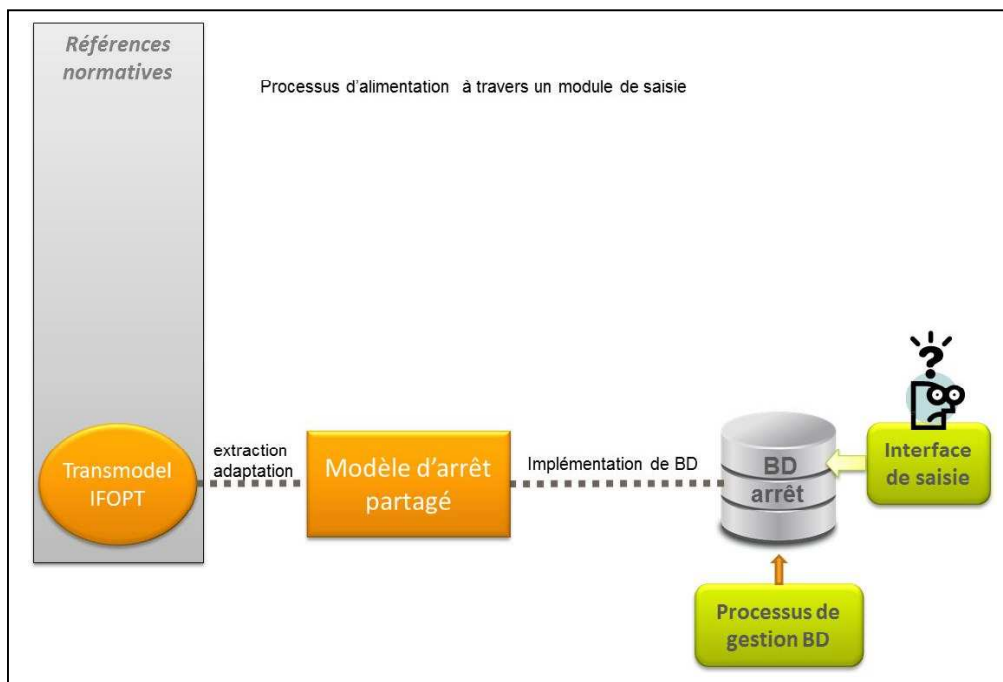 Références
normatives
Processus d'alimentation à travers un module de saisie
Transmodel
IFOPT
extraction
adaptation
Modèle d'arrêt
partagé
Implémentation de BD
BD
arrêt
?
Interface
de saisie
Processus de
gestion BD